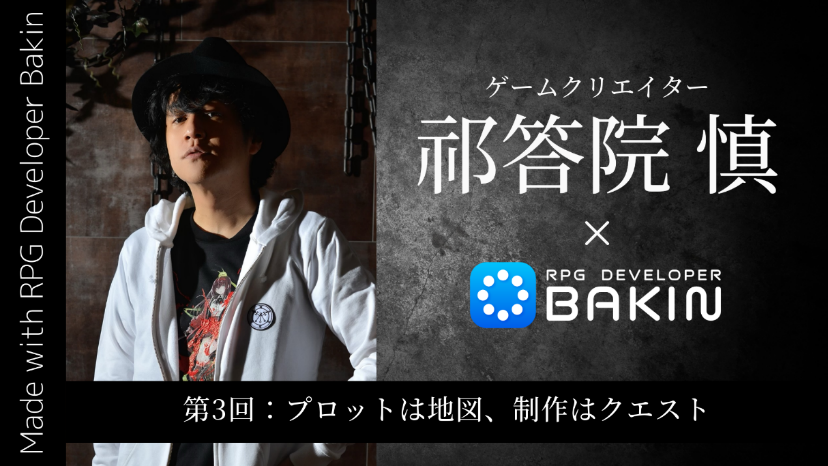 Made with RPG Developer Bakin
ゲームクリエイター
祁答院 慎
×
RPG DEVELOPER
BAKIN
第3回：プロットは地図、制作はクエスト